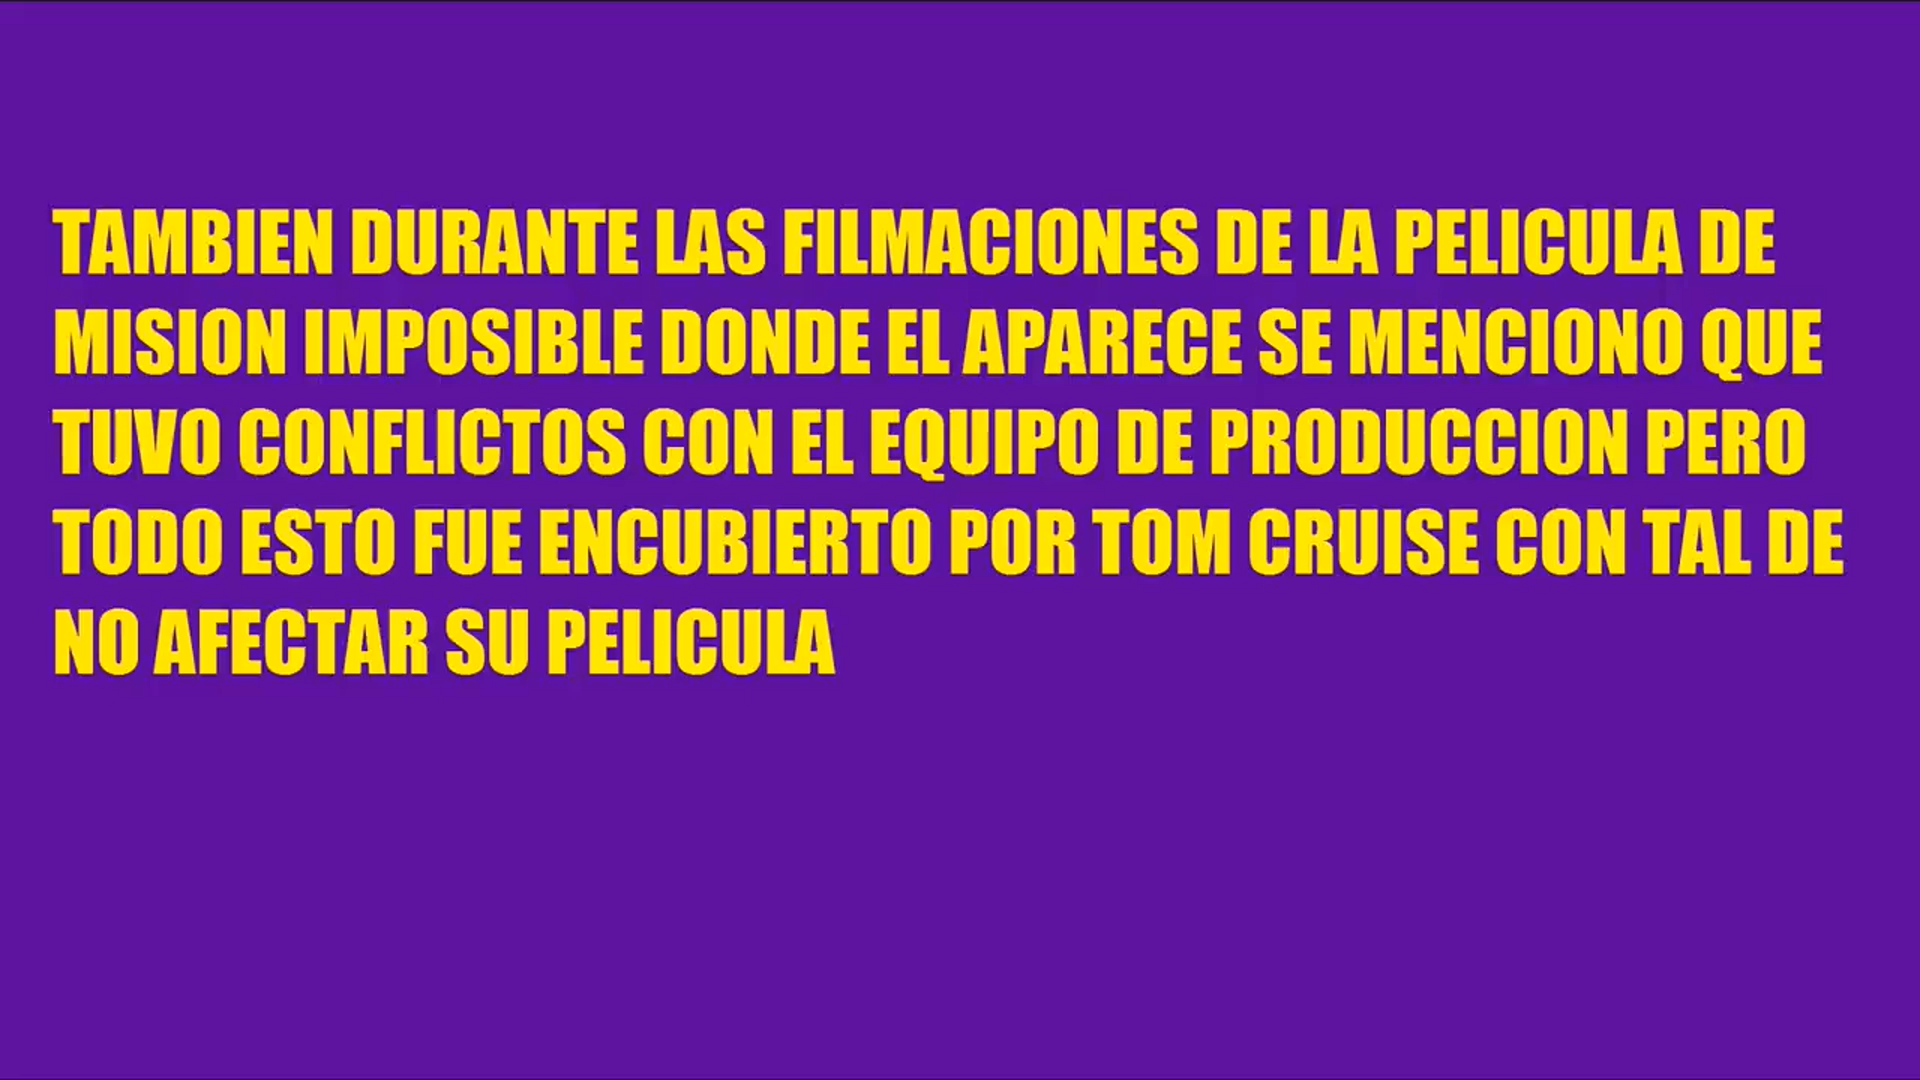 TAMBIEN DURANTE LAS FILMACIONES DE LA PELICULA DE
MISION IMPOSIBLE DONDE EL APARECE SE MENCIONO QUE
TUVO CONFLICTOS CON EL EQUIPO DE PRODUCCION PERO
TODO ESTO FUE ENCUBIERTO POR TOM CRUISE CON TAL DE
NO AFECTAR SU PELICULA